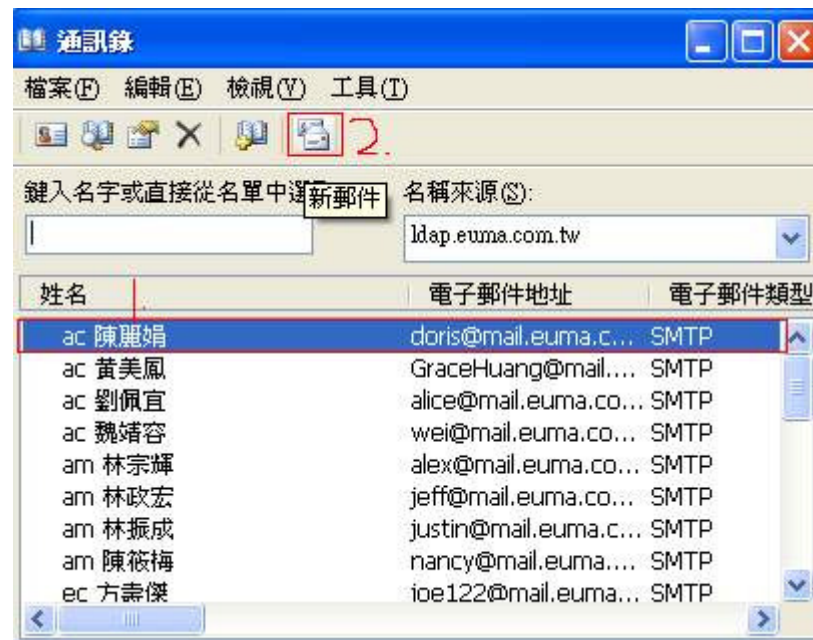 通訊錄
檔案(F) 編輯(E) 檢視(V) 工具(T)
2.
鍵入名字或直接從名單中選 名稱來源(S):
新郵件
ldap.euma.com.tw
姓名 電子郵件地址 電子郵件類型
1.
ac 陳麗娟 doris@mail.euma.c... SMTP
ac 黃美鳳 GraceHuang@mail.... SMTP
ac 劉佩宜 alice@mail.euma.co... SMTP
ac 魏靖容 wei@mail.euma.co... SMTP
am 林宗輝 alex@mail.euma.co... SMTP
am 林政宏 jeff@mail.euma.co... SMTP
am 林振成 justin@mail.euma.c... SMTP
am 陳筱梅 nancy@mail.euma.... SMTP
ec 方壽傑 joe122@mail.euma... SMTP